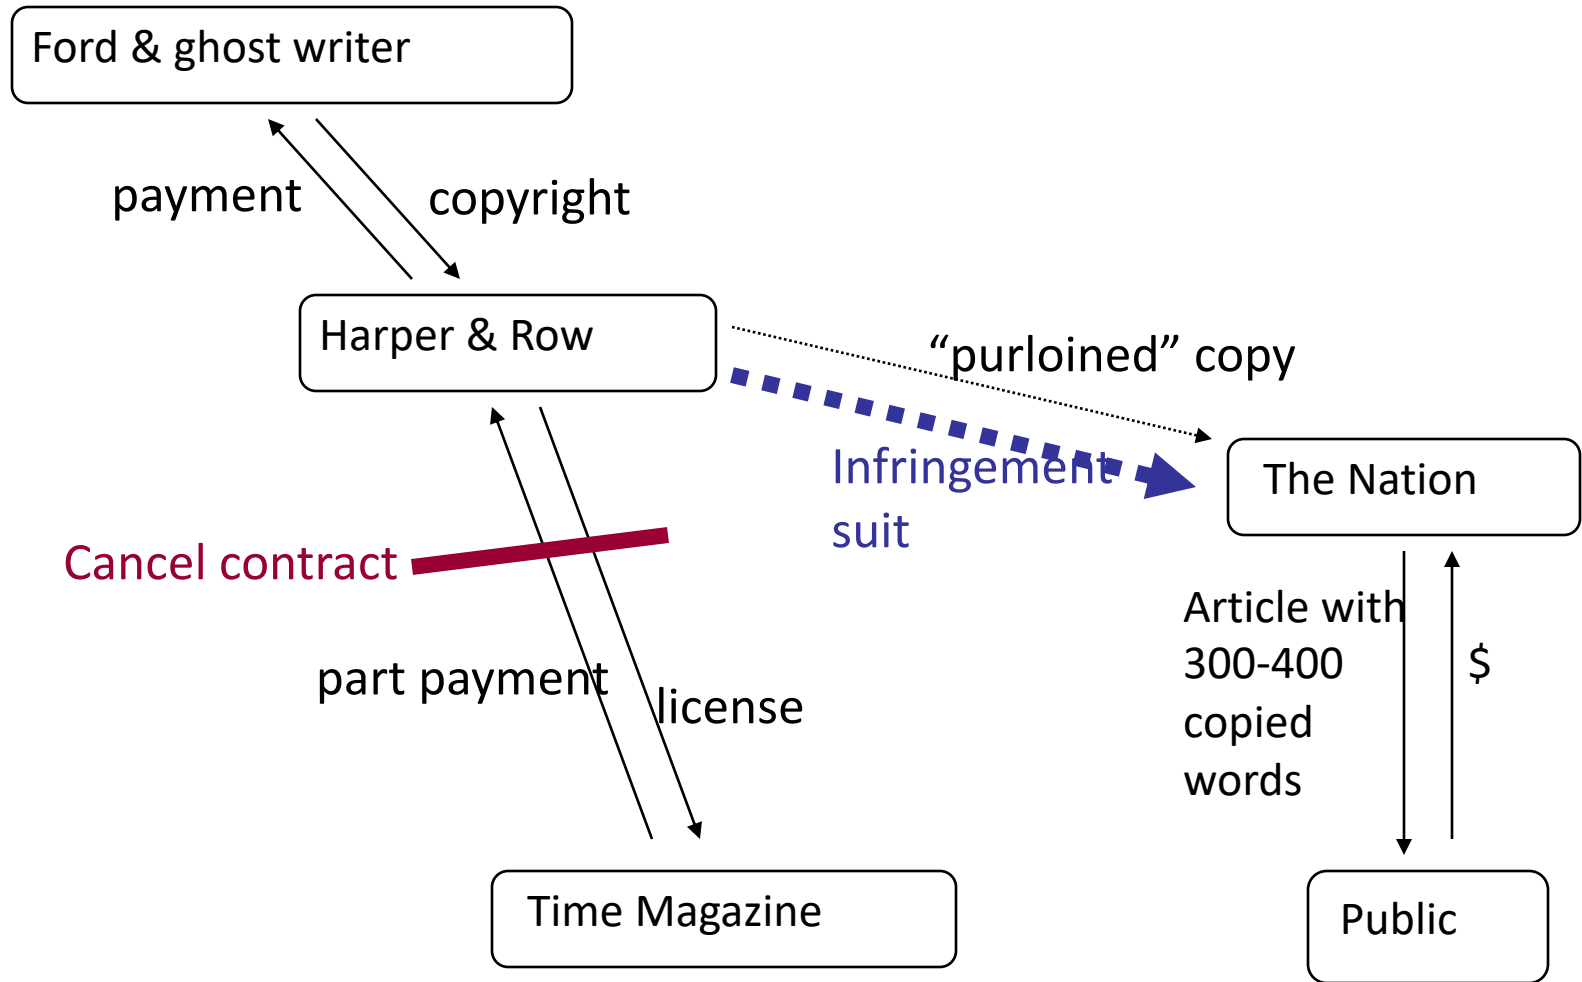 Ford & ghost writer
payment
copyright
Harper & Row
“purloined” copy
Infringement
suit
The Nation
Cancel contract
part payment
license
Article with
300-400
copied
words
$
Time Magazine
Public